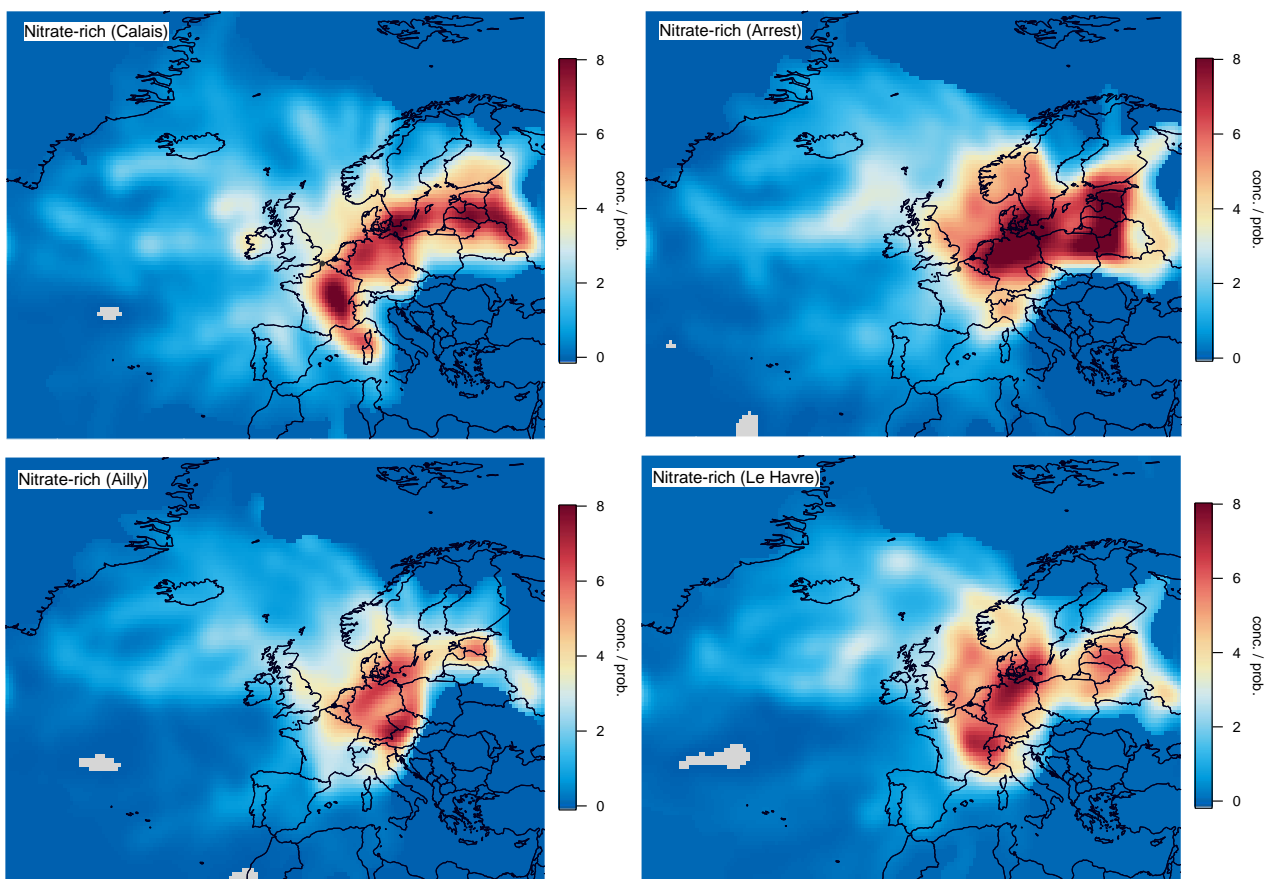 Nitrate-rich (Calais)
8
6
4
2
0
conc. / prob.
Nitrate-rich (Arrest)
8
6
4
2
0
conc. / prob.
Nitrate-rich (Ailly)
8
6
4
2
0
conc. / prob.
Nitrate-rich (Le Havre)
8
6
4
2
0
conc. / prob.